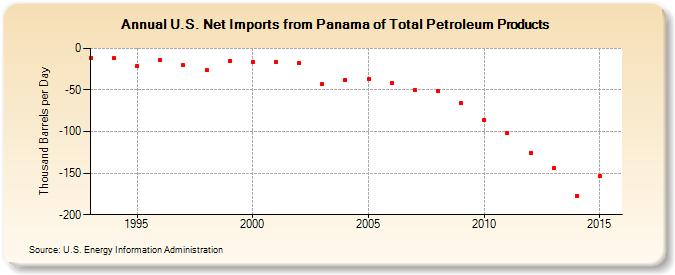 Annual U.S. Net Imports from Panama of Total Petroleum Products
Thousand Barrels per Day
0
-50
-100
-150
-200
1995 2000 2005 2010 2015
Source: U.S. Energy Information Administration